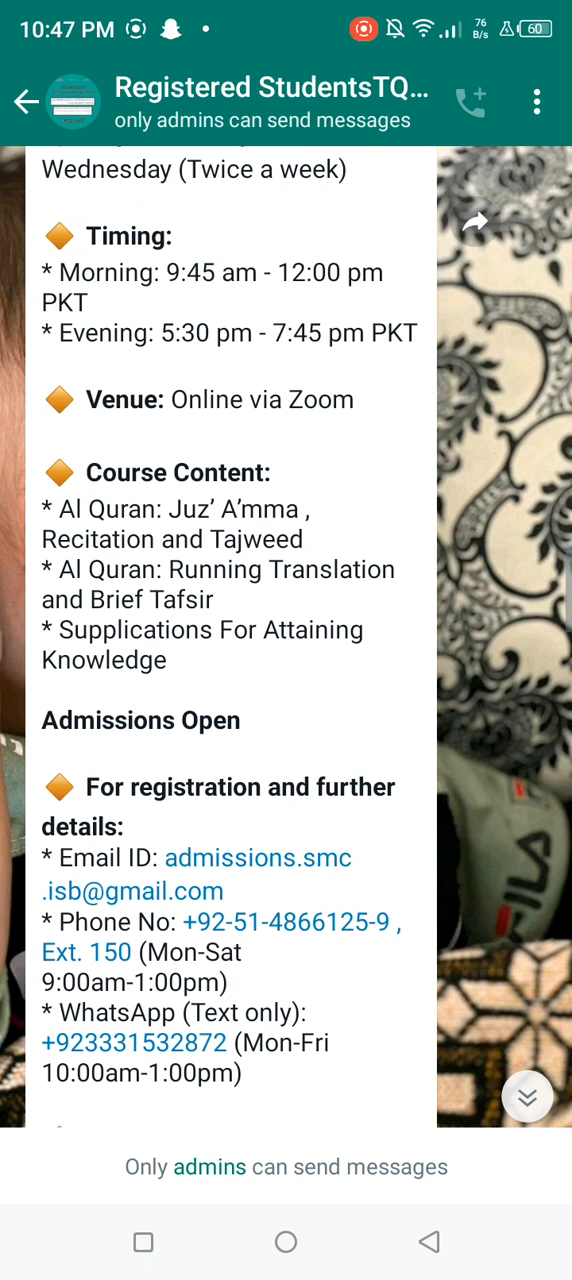 10:47 PM
76
B/s
60
Registered StudentsTQ...
only admins can send messages
Wednesday (Twice a week)
🔶 Timing:
* Morning: 9:45 am - 12:00 pm
PKT
* Evening: 5:30 pm - 7:45 pm PKT
🔶 Venue: Online via Zoom
🔶 Course Content:
* Al Quran: Juz’ A’mma ,
Recitation and Tajweed
* Al Quran: Running Translation
and Brief Tafsir
* Supplications For Attaining
Knowledge
Admissions Open
🔶 For registration and further
details:
* Email ID: admissions.smc
.isb@gmail.com
* Phone No: +92-51-4866125-9 ,
Ext. 150 (Mon-Sat
9:00am-1:00pm)
* WhatsApp (Text only):
+923331532872 (Mon-Fri
10:00am-1:00pm)
FILA
Only admins can send messages